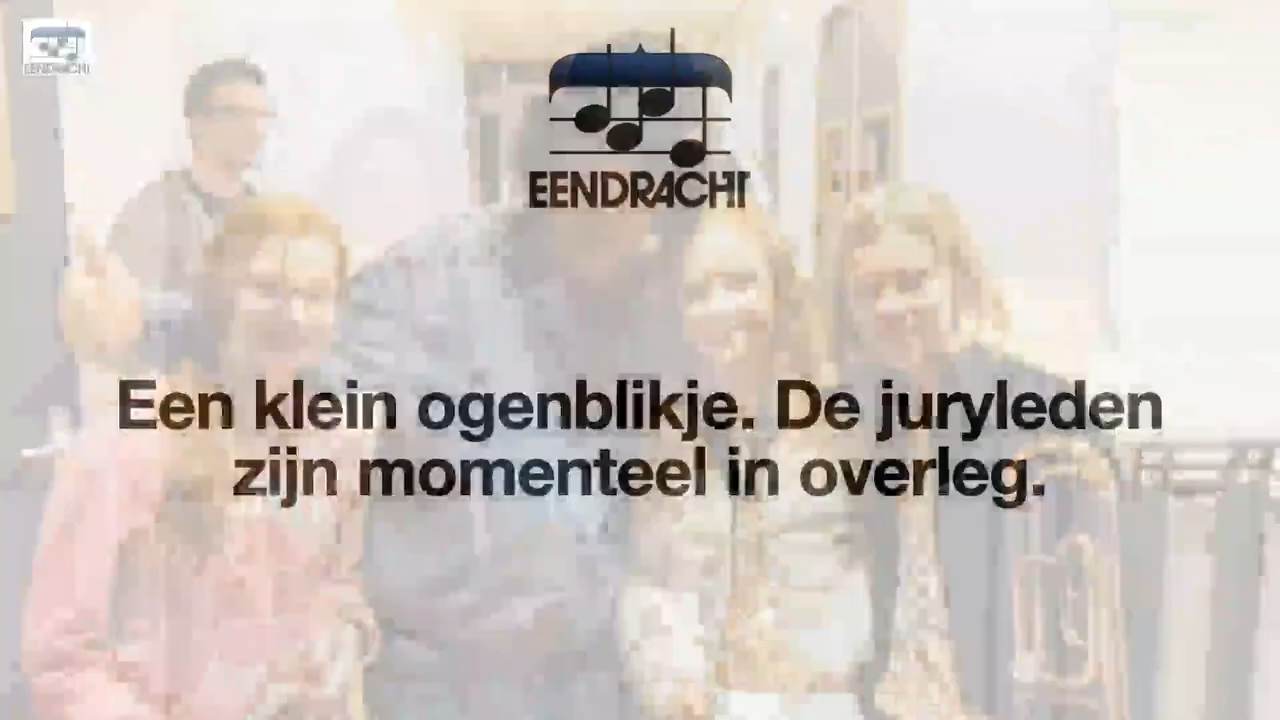 EENDRACHT
EENDRACHT
Een klein ogenblikje. De juryleden
zijn momenteel in overleg.